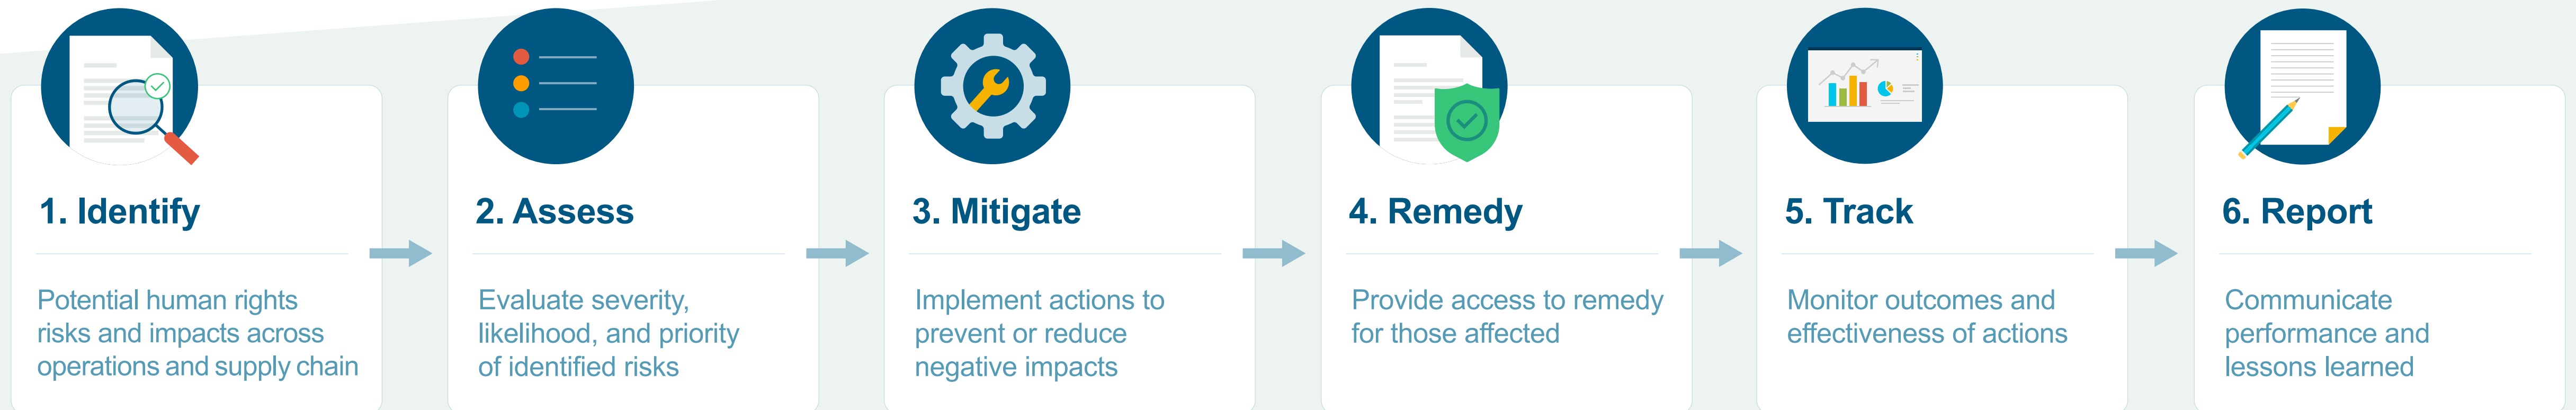 1. Identify
Potential human rights
risks and impacts across
operations and supply chain
2. Assess
Evaluate severity,
likelihood, and priority
of identified risks
3. Mitigate
Implement actions to
prevent or reduce
negative impacts
4. Remedy
Provide access to remedy
for those affected
5. Track
Monitor outcomes and
effectiveness of actions
6. Report
Communicate
performance and
lessons learned